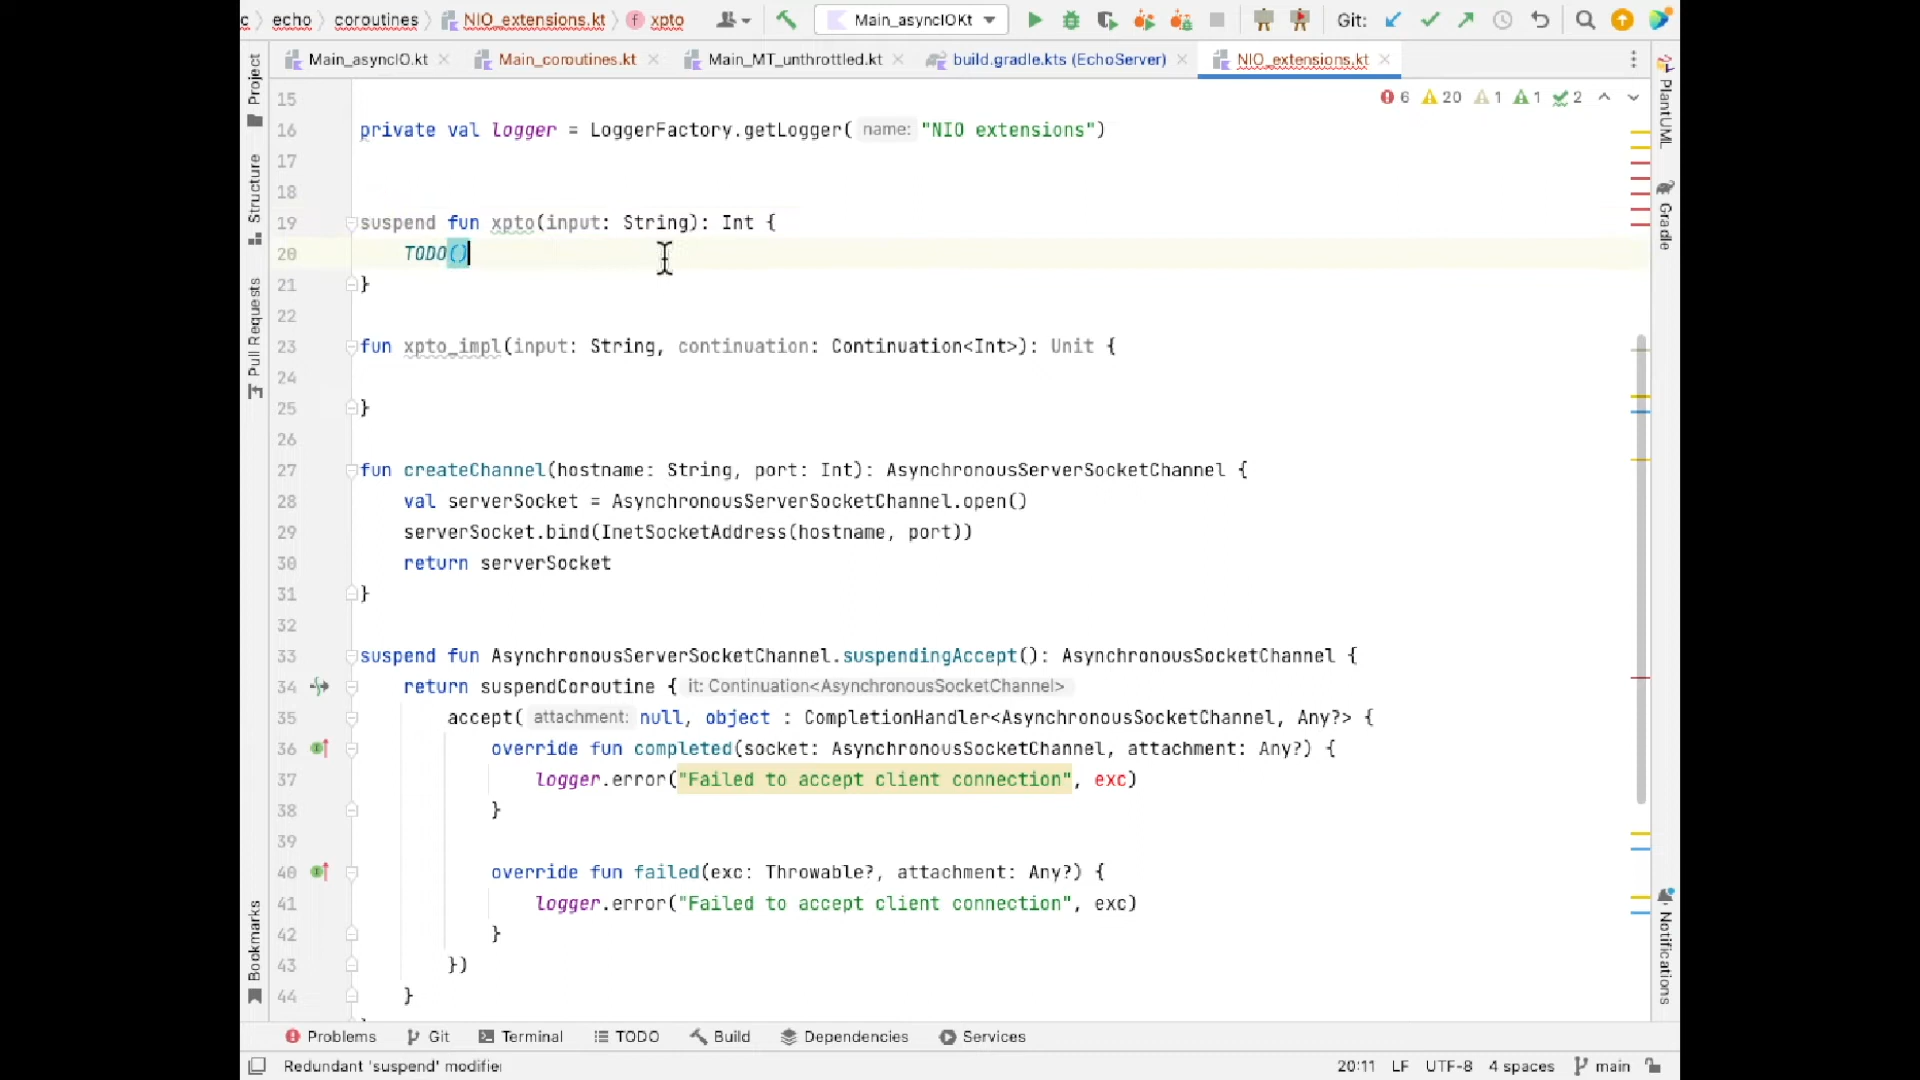 c > echo > coroutines > NIO_extensions.kt > f xpto Main_asyncIOKt Git:
Main_asyncIO.kt Main_coroutines.kt Main_MT_unthrottled.kt build.gradle.kts (EchoServer) NIO_extensions.kt
6 20 1 1 2
Project
Structure
Pull Requests
Bookmarks
15
16 private val logger = LoggerFactory.getLogger( name: "NIO extensions")
17
18
19 suspend fun xpto(input: String): Int {
20 TODO()
21 }
22
23 fun xpto_impl(input: String, continuation: Continuation<Int>): Unit {
24
25 }
26
27 fun createChannel(hostname: String, port: Int): AsynchronousServerSocketChannel {
28 val serverSocket = AsynchronousServerSocketChannel.open()
29 serverSocket.bind(InetSocketAddress(hostname, port))
30 return serverSocket
31 }
32
33 suspend fun AsynchronousServerSocketChannel.suspendingAccept(): AsynchronousSocketChannel {
34 return suspendCoroutine { it: Continuation<AsynchronousSocketChannel>
35 accept( attachment: null, object : CompletionHandler<AsynchronousSocketChannel, Any?> {
36 override fun completed(socket: AsynchronousSocketChannel, attachment: Any?) {
37 logger.error("Failed to accept client connection", exc)
38 }
39
40 override fun failed(exc: Throwable?, attachment: Any?) {
41 logger.error("Failed to accept client connection", exc)
42 }
43 })
44 }
PlantUML
Gradle
Notifications
Problems Git Terminal TODO Build Dependencies Services
Redundant 'suspend' modifier 20:11 LF UTF-8 4 spaces main